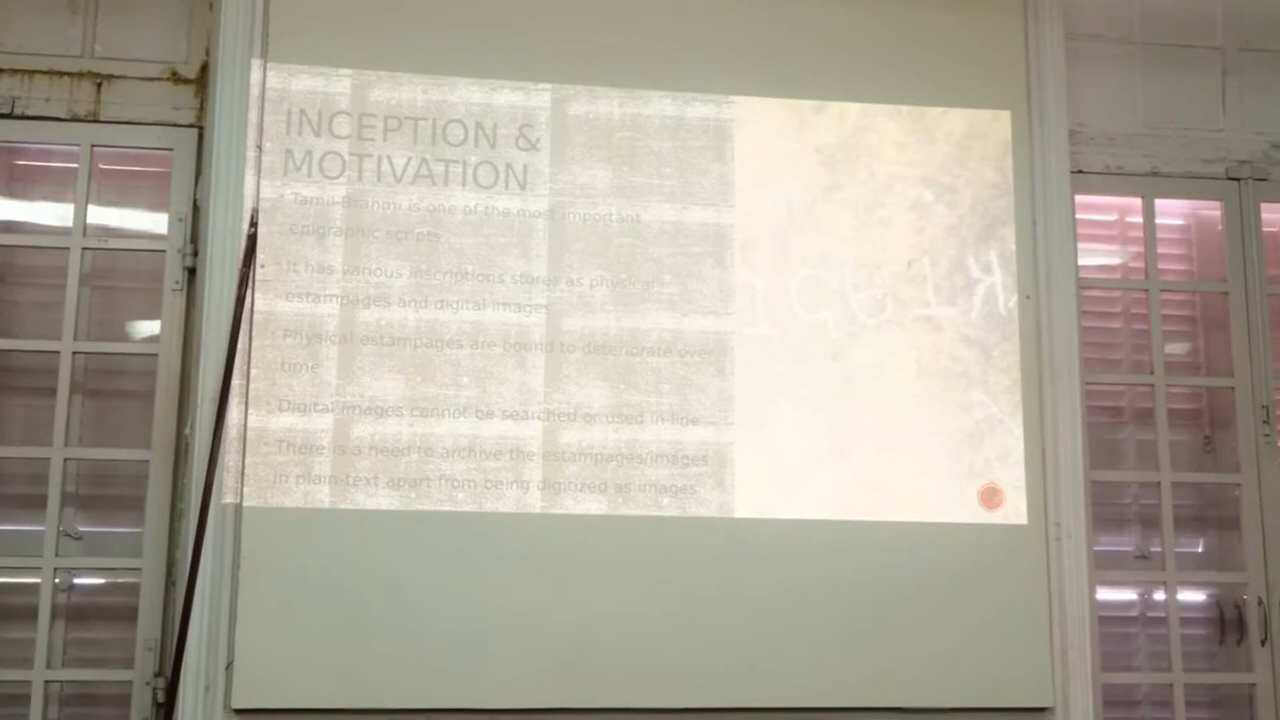 INCEPTION &
MOTIVATION
Tamil-Brahmi is one of the most important
epigraphic scripts
It has various inscriptions stores as physical
estampages and digital images
Physical estampages are bound to deteriorate over
time
Digital images cannot be searched or used in-line
There is a need to archive the estampages/images
in plain-text apart from being digitized as images